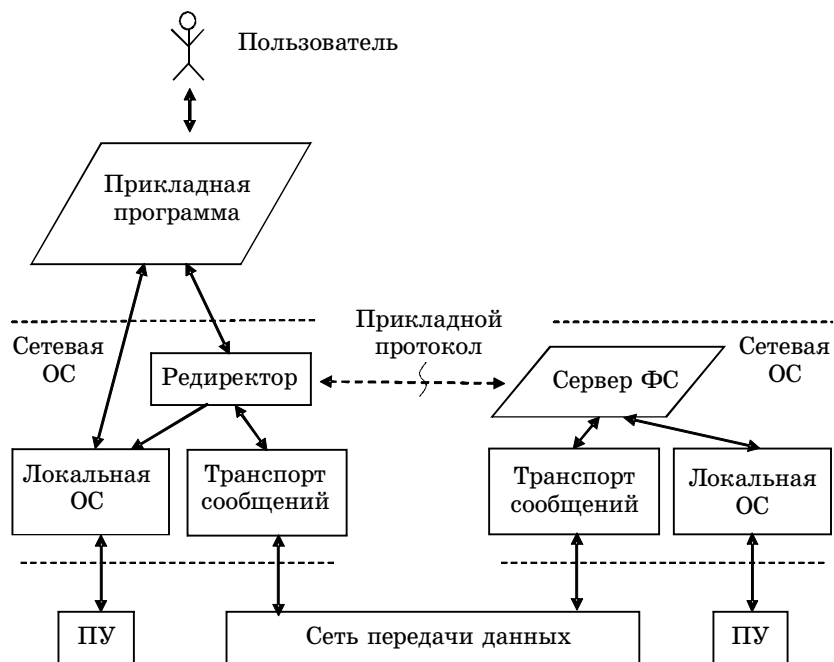 Пользователь
Прикладная
программа
Прикладной
протокол
Сетевая
ОС
Редиректор
Сервер ФС
Сетевая
ОС
Локальная
ОС
Транспорт
сообщений
Транспорт
сообщений
Локальная
ОС
ПУ
Сеть передачи данных
ПУ